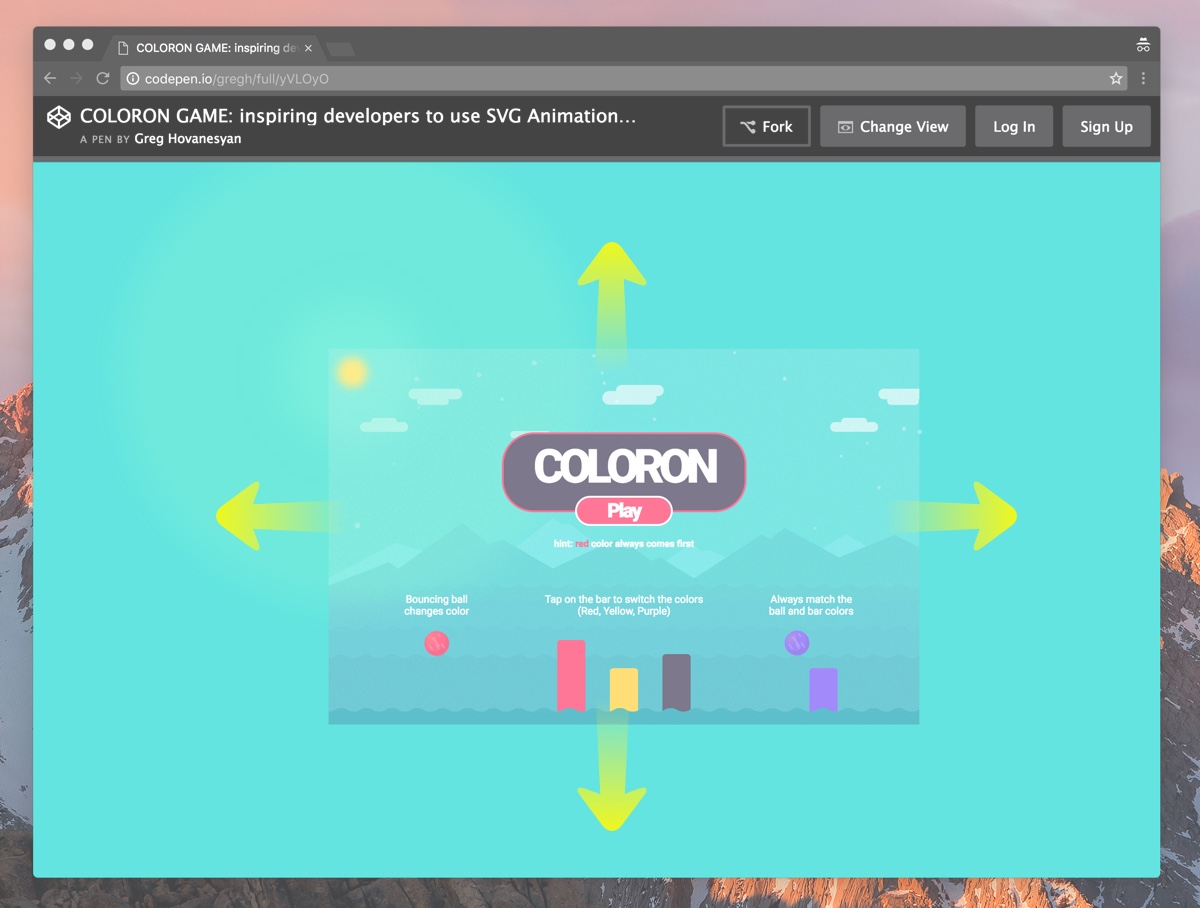 COLORON GAME: inspiring de
codepen.io/gregh/full/yVLOyO
COLORON GAME: inspiring developers to use SVG Animation...
A PEN BY Greg Hovanesyan
Fork
Change View
Log In
Sign Up
COLORON
Play
hint: red color always comes first
Bouncing ball
changes color
Tap on the bar to switch the colors
(Red, Yellow, Purple)
Always match the
ball and bar colors